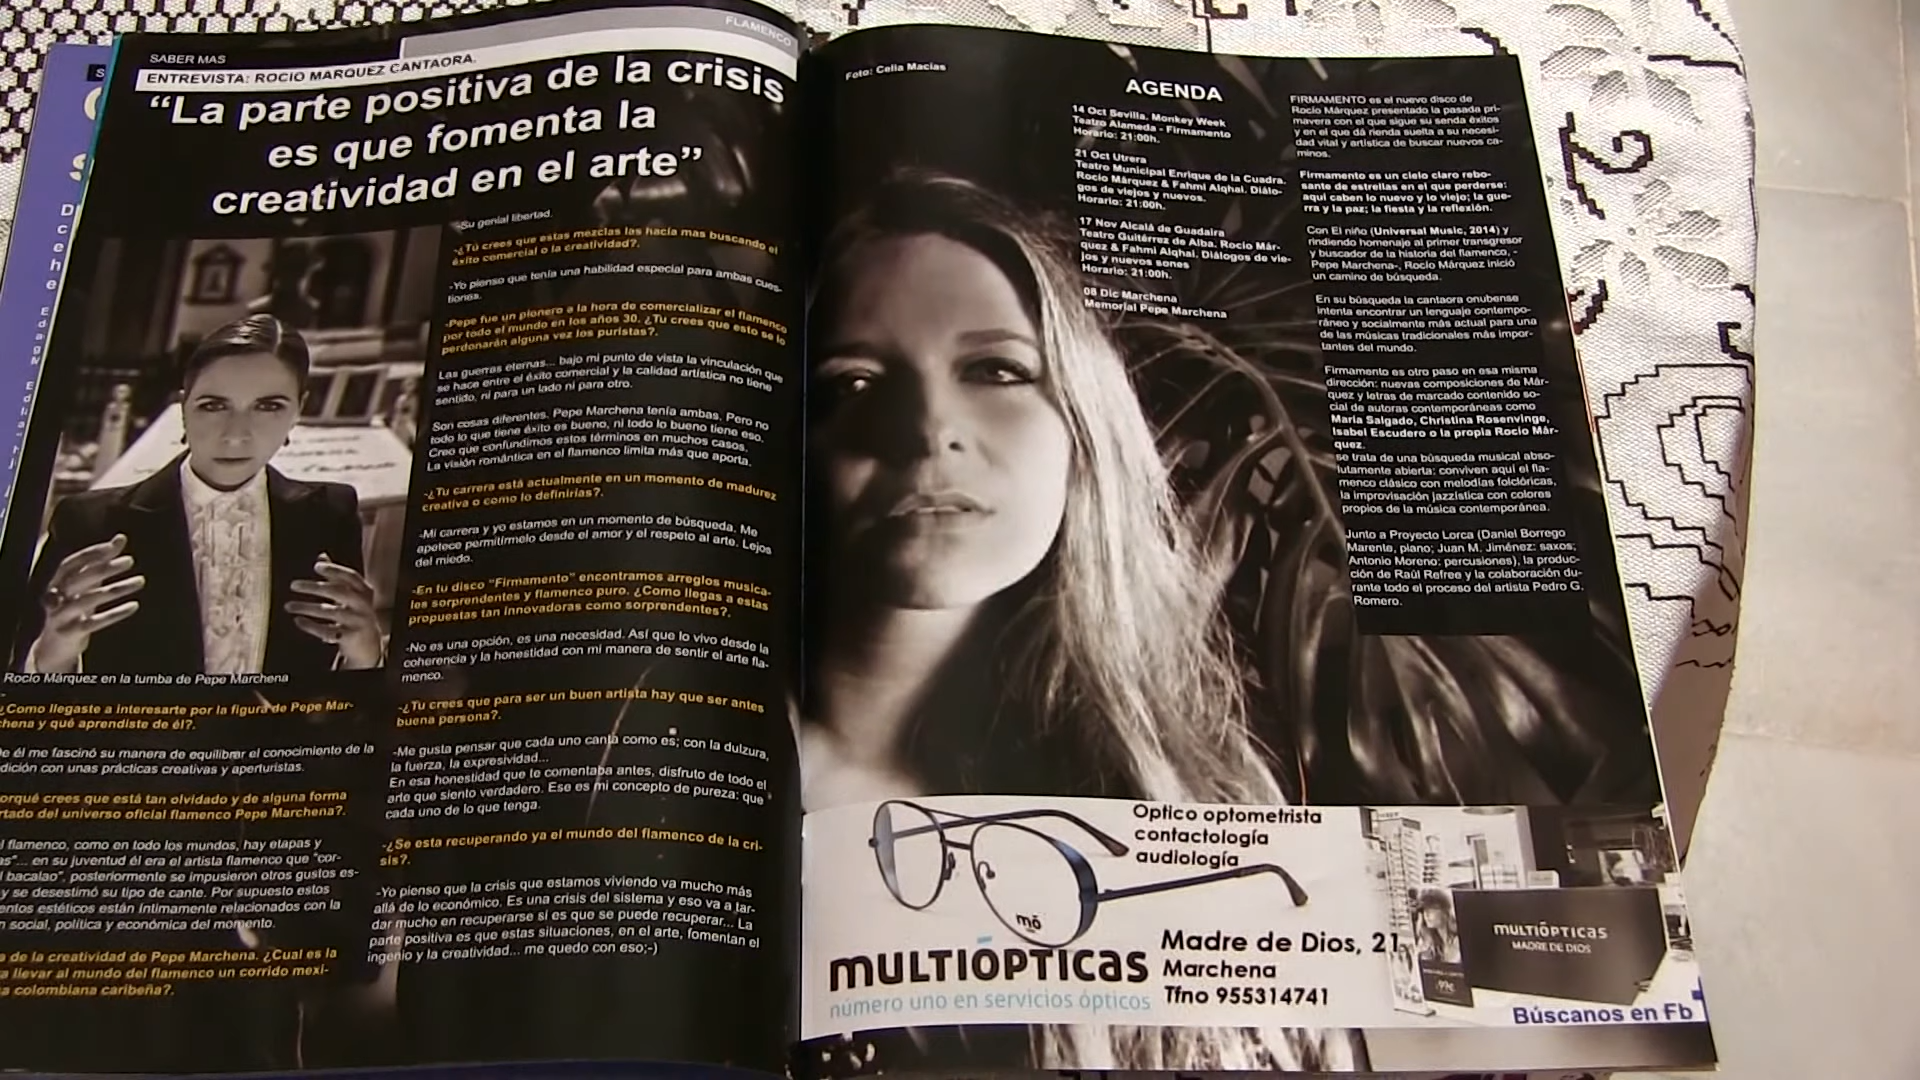 SABER MAS
FLAMENCO
ENTREVISTA: ROCIO MARQUEZ CANTAORA.
“La parte positiva de la crisis
es que fomenta la
creatividad en el arte”
Rocío Márquez en la tumba de Pepe Marchena
¿Como llegaste a interesarte por la figura de Pepe Mar-
chena y qué aprendiste de él?.
De él me fascinó su manera de equilibrar el conocimiento de la
dición con unas prácticas creativas y aperturistas.
orqué crees que está tan olvidado y de alguna forma
rtado del universo oficial flamenco Pepe Marchena?.
l flamenco, como en todo los mundos, hay etapas y
as"... en su juventud él era el artista flamenco que "cor-
l bacalao", posteriormente se impusieron otros gustos es-
y se desestimó su tipo de cante. Por supuesto estos
entos estéticos están íntimamente relacionados con la
n social, política y económica del momento.
a de la creatividad de Pepe Marchena. ¿Cual es la
a llevar al mundo del flamenco un corrido mexi-
a colombiana caribeña?.
-Su genial libertad.
-¿Tú crees que estas mezclas las hacía mas buscando el
éxito comercial o la creatividad?.
-Yo pienso que tenía una habilidad especial para ambas cues-
tiones.
-Pepe fue un pionero a la hora de comercializar el flamenco
por todo el mundo en los años 30. ¿Tu crees que esto se lo
perdonarán alguna vez los puristas?.
Las guerras eternas... bajo mi punto de vista la vinculación que
se hace entre el éxito comercial y la calidad artística no tiene
sentido, ni para un lado ni para otro.
Son cosas diferentes. Pepe Marchena tenía ambas. Pero no
todo lo que tiene éxito es bueno, ni todo lo bueno tiene eso.
Creo que confundimos estos términos en muchos casos.
La visión romántica en el flamenco limita más que aporta.
-¿Tu carrera está actualmente en un momento de madurez
creativa o como lo definirías?.
-Mi carrera y yo estamos en un momento de búsqueda. Me
apetece permitírmelo desde el amor y el respeto al arte. Lejos
del miedo.
-En tu disco "Firmamento" encontramos arreglos musica-
les sorprendentes y flamenco puro. ¿Como llegas a estas
propuestas tan innovadoras como sorprendentes?.
-No es una opción, es una necesidad. Así que lo vivo desde la
coherencia y la honestidad con mi manera de sentir el arte fla-
menco.
-¿Tu crees que para ser un buen artista hay que ser antes
buena persona?.
-Me gusta pensar que cada uno canta como es; con la dulzura,
la fuerza, la expresividad...
En esa honestidad que te comentaba antes, disfruto de todo el
arte que siento verdadero. Ese es mi concepto de pureza: que
cada uno de lo que tenga.
-¿Se esta recuperando ya el mundo del flamenco de la cri-
sis?.
-Yo pienso que la crisis que estamos viviendo va mucho más
allá de lo económico. Es una crisis del sistema y eso va a tar-
dar mucho en recuperarse si es que se puede recuperar... La
parte positiva es que estas situaciones, en el arte, fomentan el
ingenio y la creatividad... me quedo con eso;-)
Foto: Celia Macías
AGENDA
14 Oct Sevilla. Monkey Week
Teatro Alameda - Firmamento
Horario: 21:00h.
21 Oct Utrera
Teatro Municipal Enrique de la Cuadra.
Rocío Márquez & Fahmi Alqhai. Diálo-
gos de viejos y nuevos.
Horario: 21:00h.
17 Nov Alcalá de Guadaira
Teatro Guitérrez de Alba. Rocío Már-
quez & Fahmi Alqhai. Diálogos de vie-
jos y nuevos sones
Horario: 21:00h.
08 Dic Marchena
Memorial Pepe Marchena
FIRMAMENTO es el nuevo disco de
Rocío Márquez presentado la pasada pri-
mavera con el que sigue su senda éxitos
y en el que dá rienda suelta a su necesi-
dad vital y artística de buscar nuevos ca-
minos.
Firmamento es un cielo claro rebo-
sante de estrellas en el que perderse:
aquí caben lo nuevo y lo viejo; la gue-
rra y la paz; la fiesta y la reflexión.
Con El niño (Universal Music, 2014) y
rindiendo homenaje al primer transgresor
y buscador de la historia del flamenco, -
Pepe Marchena-, Rocío Márquez inició
un camino de búsqueda.
En su búsqueda la cantaora onubense
intenta encontrar un lenguaje contempo-
ráneo y socialmente más actual para una
de las músicas tradicionales más impor-
tantes del mundo.
Firmamento es otro paso en esa misma
dirección: nuevas composiciones de Már-
quez y letras de marcado contenido so-
cial de autoras contemporáneas como
María Salgado, Christina Rosenvinge,
Isabel Escudero o la propia Rocío Már-
quez.
se trata de una búsqueda musical abso-
lutamente abierta: conviven aquí el fla-
menco clásico con melodías folclóricas,
la improvisación jazzística con colores
propios de la música contemporánea.
Junto a Proyecto Lorca (Daniel Borrego
Marente, piano; Juan M. Jiménez: saxos;
Antonio Moreno: percusiones), la produc-
ción de Raúl Refree y la colaboración du-
rante todo el proceso del artista Pedro G.
Romero.
Optico optometrista
contactología
audiología
mó
MULTIÓPTICAS
número uno en servicios ópticos
Madre de Dios, 21
Marchena
Tfno 955314741
MULTIÓPTICAS
MADRE DE DIOS
Búscanos en Fb